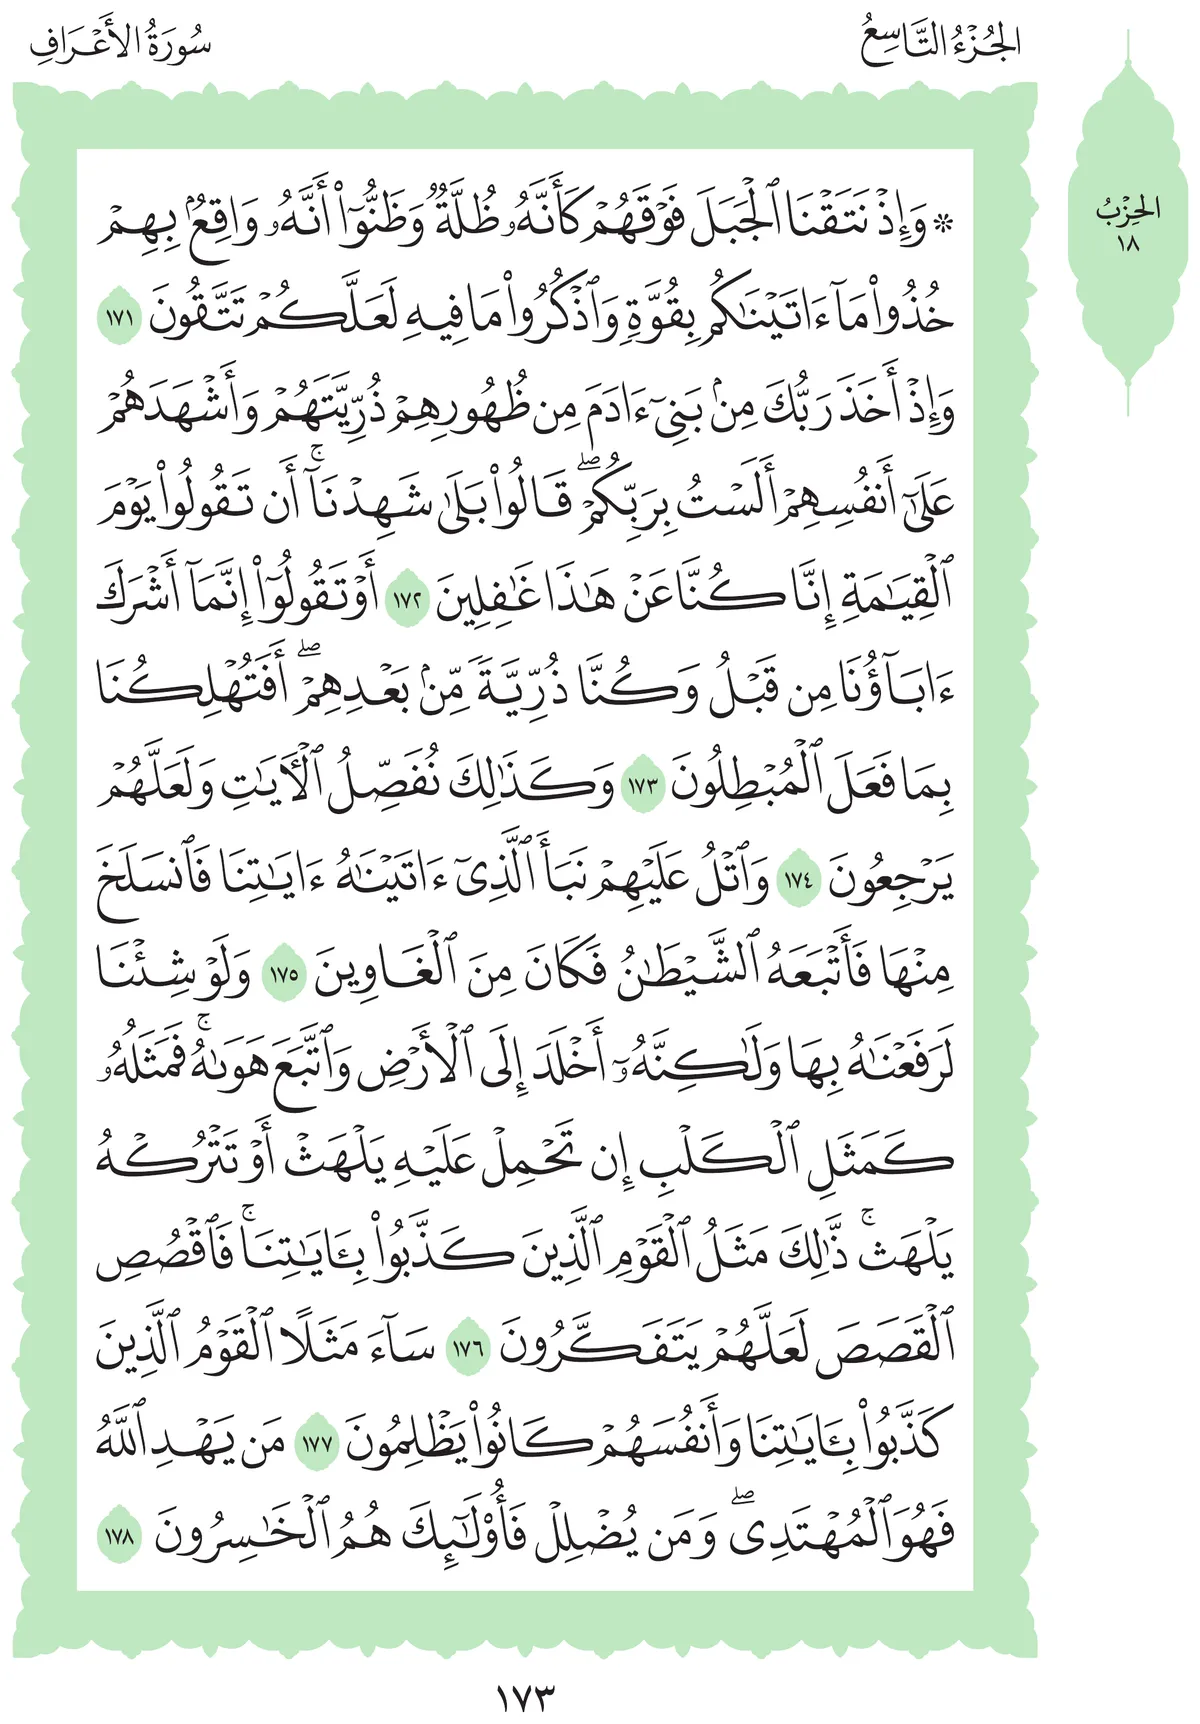 الجُزْءُ التَّاسِعُ
سُورَةُ الأَعْرَافِ
الحِزْبُ
١٨
* وَإِذْ نَتَقْنَا ٱلْجَبَلَ فَوْقَهُمْ كَأَنَّهُۥ ظُلَّةٌ وَظَنُّوٓا۟ أَنَّهُۥ وَاقِعٌۢ بِهِمْ
خُذُوا۟ مَآ ءَاتَيْنَٰكُم بِقُوَّةٍ وَٱذْكُرُوا۟ مَا فِيهِ لَعَلَّكُمْ تَتَّقُونَ ١٧١
وَإِذْ أَخَذَ رَبُّكَ مِنۢ بَنِىٓ ءَادَمَ مِن ظُهُورِهِمْ ذُرِّيَّتَهُمْ وَأَشْهَدَهُمْ
عَلَىٰٓ أَنفُسِهِمْ أَلَسْتُ بِرَبِّكُمْ ۖ قَالُوا۟ بَلَىٰ شَهِدْنَآ ۚ أَن تَقُولُوا۟ يَوْمَ
ٱلْقِيَٰمَةِ إِنَّا كُنَّا عَنْ هَٰذَا غَٰفِلِينَ ١٧٢ أَوْ تَقُولُوٓا۟ إِنَّمَآ أَشْرَكَ
ءَابَآؤُنَا مِن قَبْلُ وَكُنَّا ذُرِّيَّةً مِّنۢ بَعْدِهِمْ ۖ أَفَتُهْلِكُنَا
بِمَا فَعَلَ ٱلْمُبْطِلُونَ ١٧٣ وَكَذَٰلِكَ نُفَصِّلُ ٱلْءَايَٰتِ وَلَعَلَّهُمْ
يَرْجِعُونَ ١٧٤ وَٱتْلُ عَلَيْهِمْ نَبَأَ ٱلَّذِىٓ ءَاتَيْنَٰهُ ءَايَٰتِنَا فَٱنسَلَخَ
مِنْهَا فَأَتْبَعَهُ ٱلشَّيْطَٰنُ فَكَانَ مِنَ ٱلْغَاوِينَ ١٧٥ وَلَوْ شِئْنَا
لَرَفَعْنَٰهُ بِهَا وَلَٰكِنَّهُۥٓ أَخْلَدَ إِلَى ٱلْأَرْضِ وَٱتَّبَعَ هَوَىٰهُ ۚ فَمَثَلُهُۥ
كَمَثَلِ ٱلْكَلْبِ إِن تَحْمِلْ عَلَيْهِ يَلْهَثْ أَوْ تَتْرُكْهُ
يَلْهَث ۚ ذَّٰلِكَ مَثَلُ ٱلْقَوْمِ ٱلَّذِينَ كَذَّبُوا۟ بِـَٔايَٰتِنَا ۚ فَٱقْصُصِ
ٱلْقَصَصَ لَعَلَّهُمْ يَتَفَكَّرُونَ ١٧٦ سَآءَ مَثَلًا ٱلْقَوْمُ ٱلَّذِينَ
كَذَّبُوا۟ بِـَٔايَٰتِنَا وَأَنفُسَهُمْ كَانُوا۟ يَظْلِمُونَ ١٧٧ مَن يَهْدِ ٱللَّهُ
فَهُوَ ٱلْمُهْتَدِى ۖ وَمَن يُضْلِلْ فَأُو۟لَٰٓئِكَ هُمُ ٱلْخَٰسِرُونَ ١٧٨
١٧٣